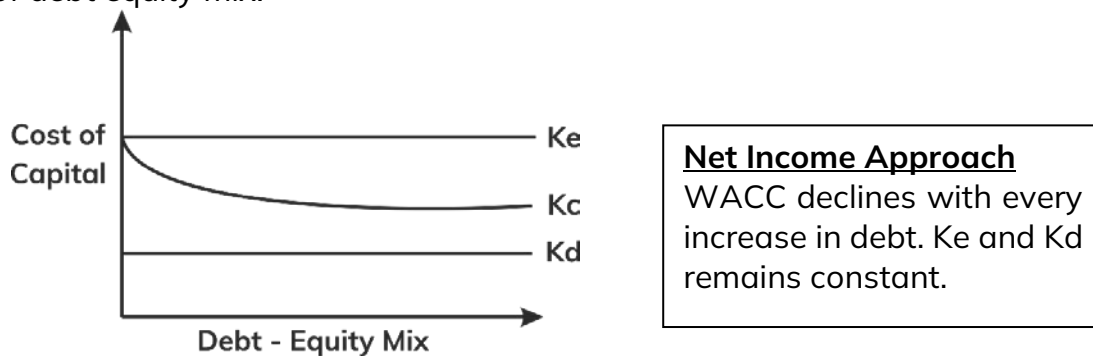 of debt equity mix.
Cost of
Capital
Ke
Kc
Kd
Debt - Equity Mix
Net Income Approach
WACC declines with every
increase in debt. Ke and Kd
remains constant.